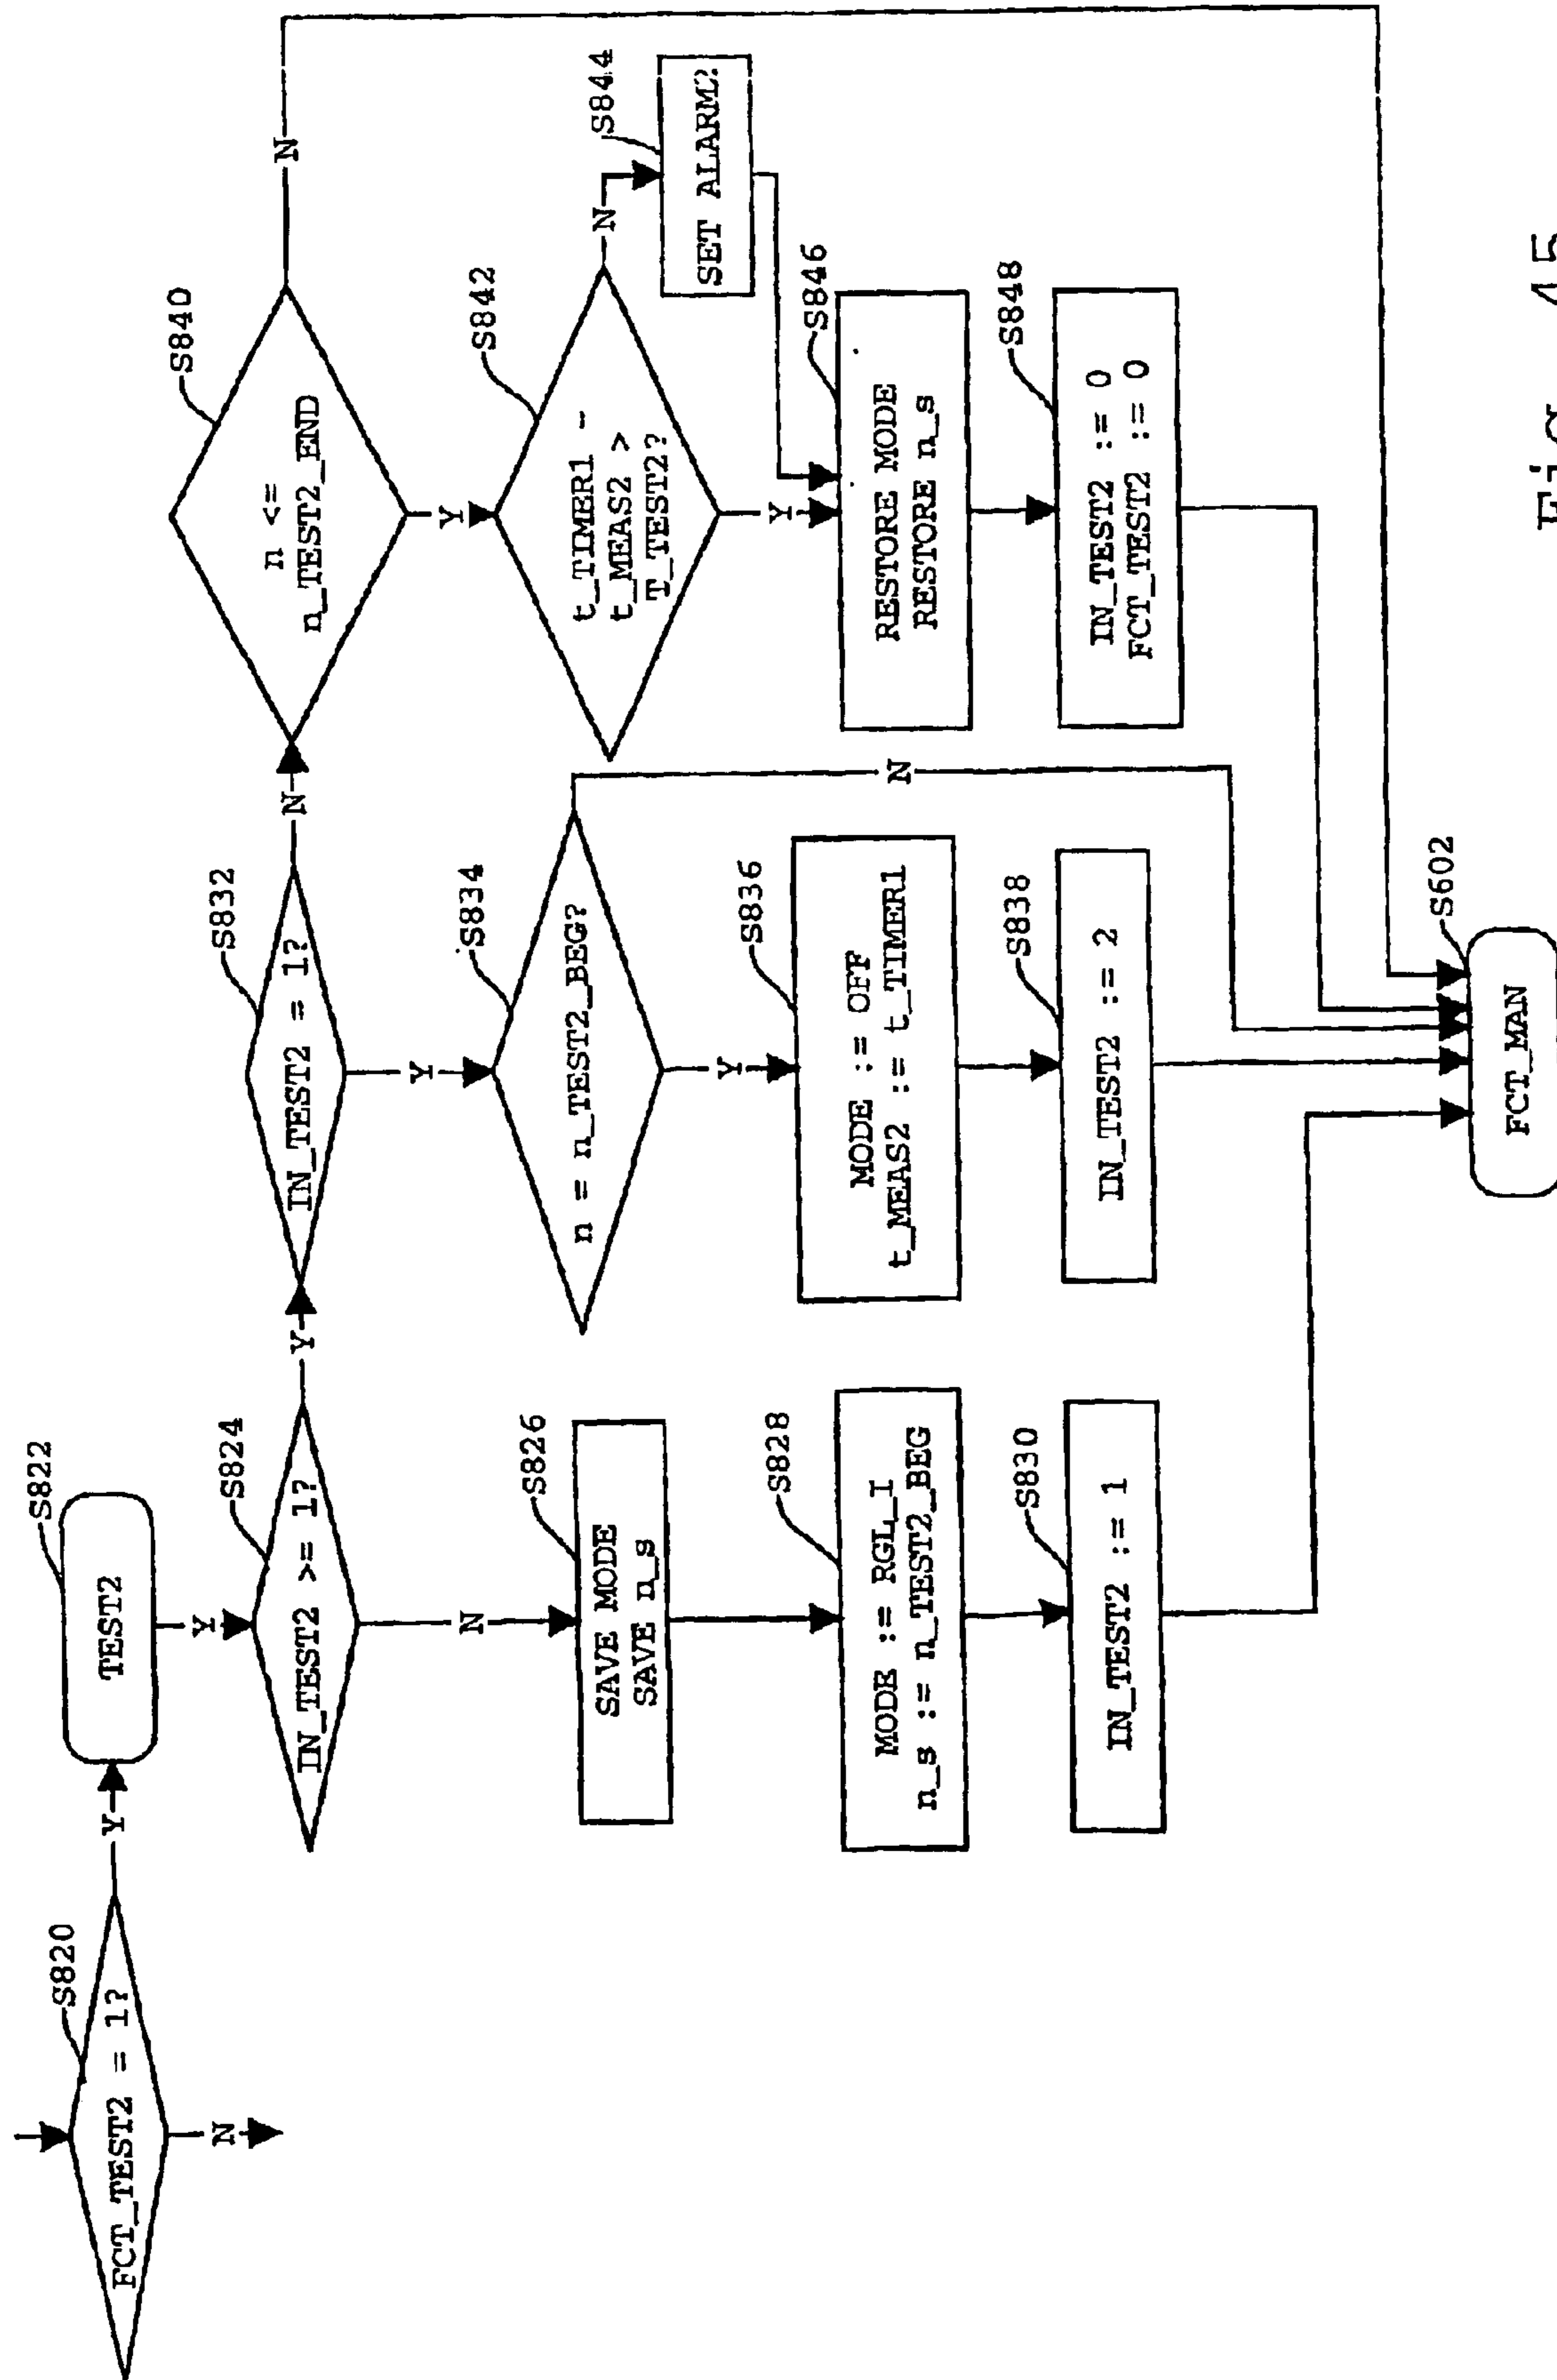 S820
FCT_TEST2 = 1?
Y
N
S822
TEST2
Y
S824
IN_TEST2 >= 1?
Y
N
S826
SAVE MODE
SAVE n_s
S828
MODE := RGL_I
n_s := n_TEST2_BEG
S830
IN_TEST2 := 1
S832
IN_TEST2 = 1?
N
Y
S834
n = n_TEST2_BEG?
N
Y
S836
MODE := OFF
t_MEAS2 := t_TIMER1
S838
IN_TEST2 := 2
S840
n <=
n_TEST2_END
N
Y
S842
t_TIMER1 -
t_MEAS2 >
T_TEST2?
N
Y
S844
SET ALARM2
S846
RESTORE MODE
RESTORE n_s
S848
IN_TEST2 := 0
FCT_TEST2 := 0
S602
FCT_MAN
Fig. 45